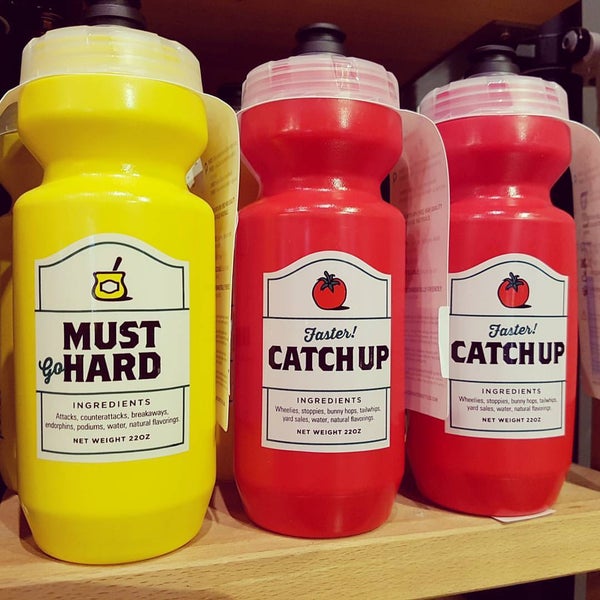 MUST
Go HARD
INGREDIENTS
Attacks, counterattacks, breakaways,
endorphins, podiums, water, natural flavorings.
NET WEIGHT 22OZ
Faster!
CATCH UP
INGREDIENTS
Wheelies, stoppies, bunny hops, tailwhips,
yard sales, water, natural flavorings.
NET WEIGHT 22OZ
Faster!
CATCH UP
INGREDIENTS
Wheelies, stoppies, bunny hops, tailwhips,
yard sales, water, natural flavorings.
NET WEIGHT 22OZ